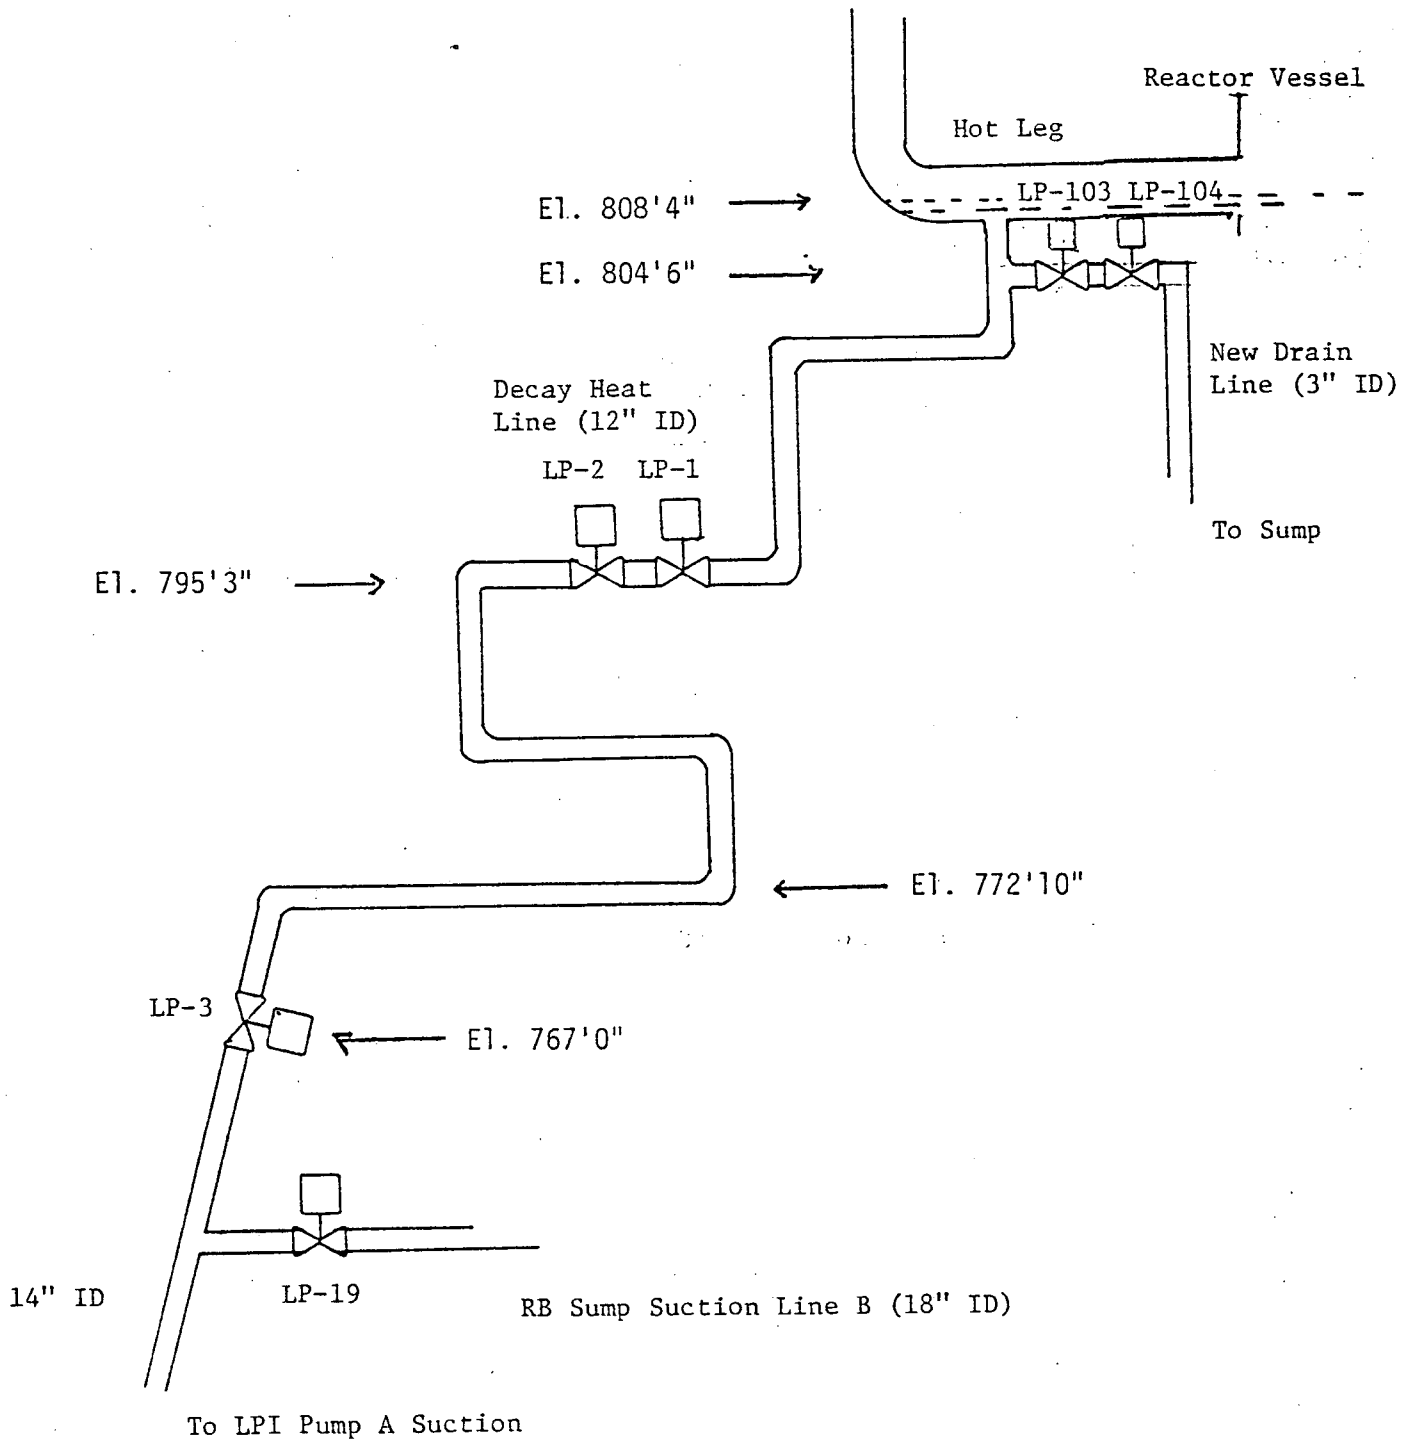 Reactor Vessel
Hot Leg
El. 808'4"
LP-103 LP-104
El. 804'6"
New Drain
Line (3" ID)
Decay Heat
Line (12" ID)
LP-2 LP-1
To Sump
El. 795'3"
El. 772'10"
LP-3
El. 767'0"
14" ID
LP-19
RB Sump Suction Line B (18" ID)
To LPI Pump A Suction